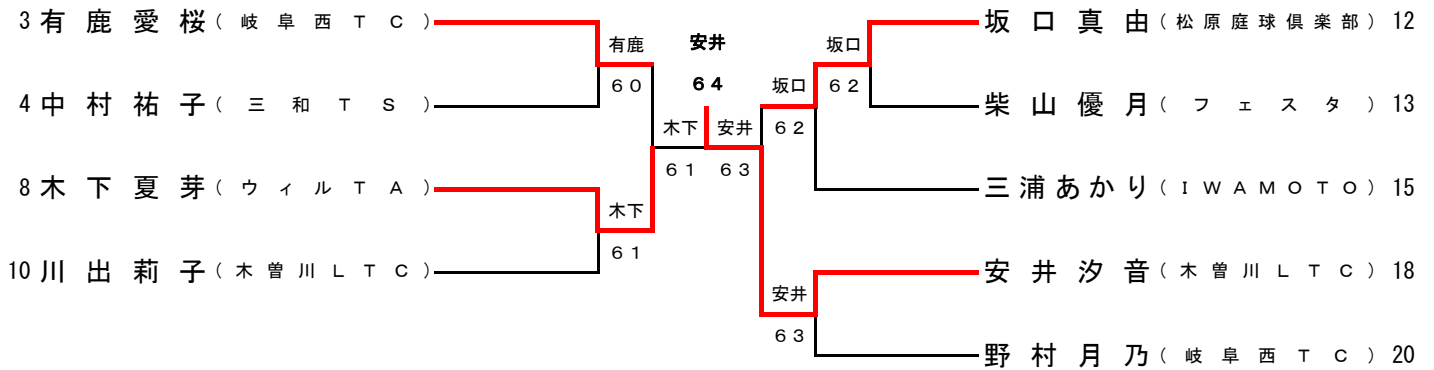 3 有鹿愛桜 (岐阜西TC)
4 中村祐子 (三和TS)
8 木下夏芽 (ウィルTA)
10 川出莉子 (木曽川LTC)
有鹿
60
木下
61
木下
61
安井
64
安井
63
坂口
62
坂口
62
安井
63
坂口真由 (松原庭球倶楽部) 12
柴山優月 (フェスタ) 13
三浦あかり (IWAMOTO) 15
安井汐音 (木曽川LTC) 18
野村月乃 (岐阜西TC) 20